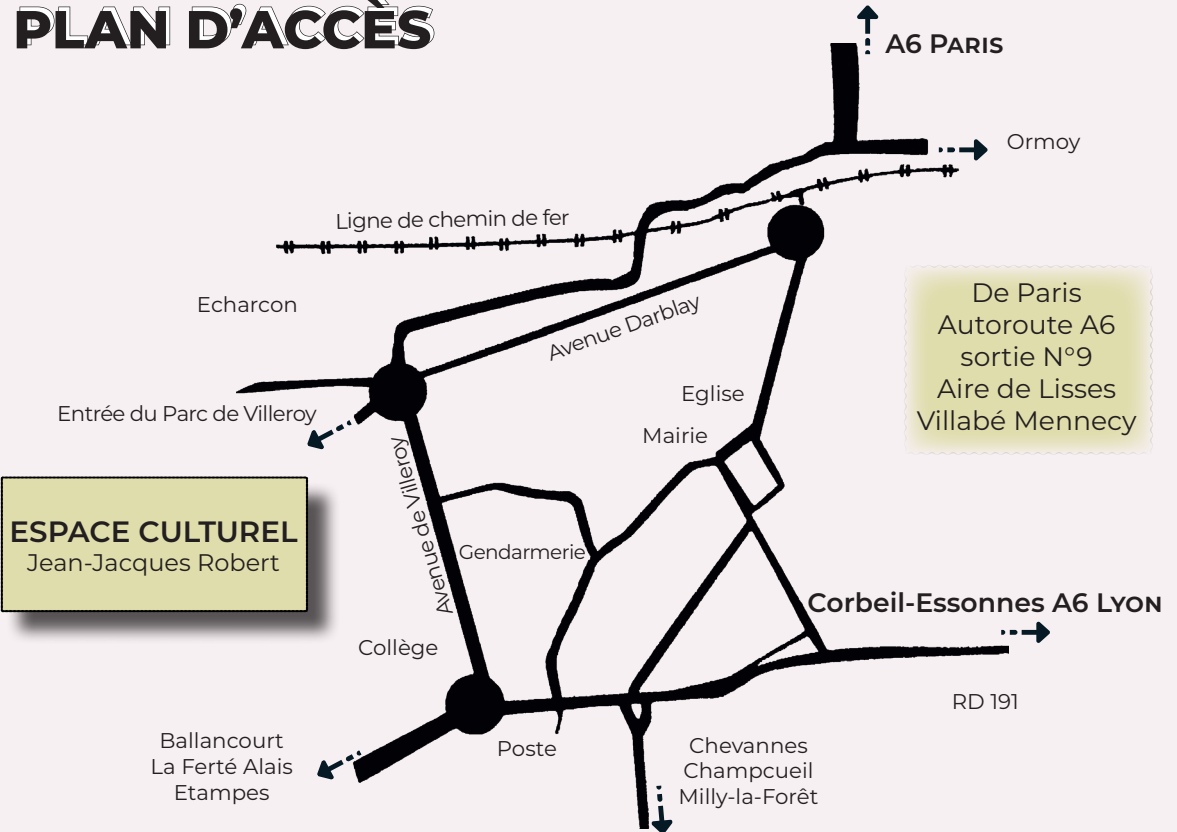 PLAN D'ACCÈS
A6 PARIS
Ormoy
Ligne de chemin de fer
Echarcon
Avenue Darblay
De Paris
Autoroute A6
sortie N°9
Aire de Lisses
Villabé Mennecy
Eglise
Entrée du Parc de Villeroy
Mairie
Avenue de Villeroy
ESPACE CULTUREL
Jean-Jacques Robert
Gendarmerie
Corbeil-Essonnes A6 LYON
Collège
RD 191
Ballancourt
La Ferté Alais
Etampes
Poste
Chevannes
Champcueil
Milly-la-Forêt